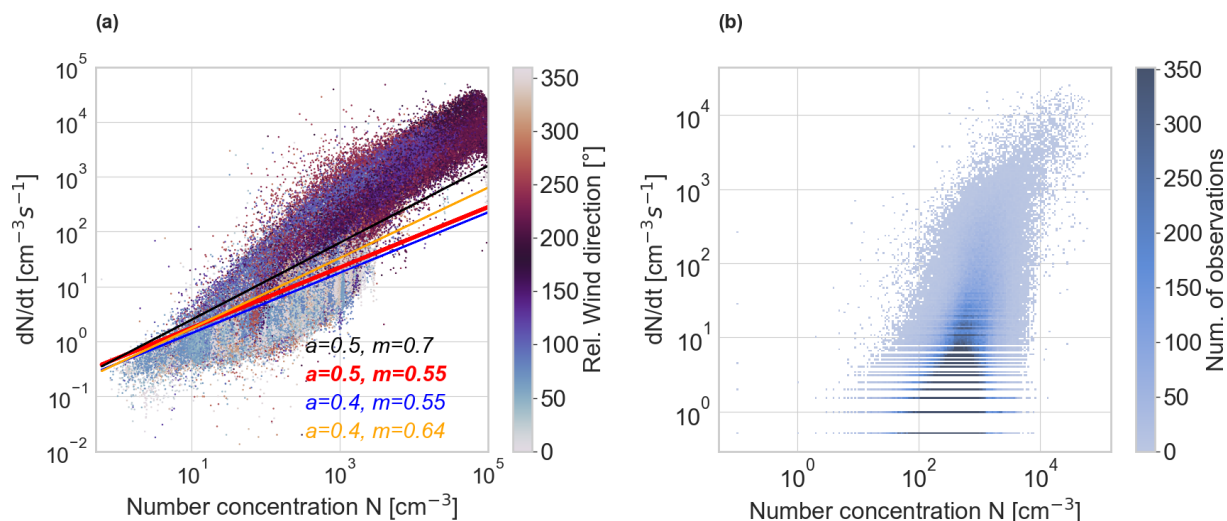 (a)
10^5
10^4
10^3
10^2
10^1
10^0
10^−1
10^−2
dN/dt [cm^−3 s^−1]
10^1
10^3
10^5
Number concentration N [cm^−3]
a=0.5, m=0.7
a=0.5, m=0.55
a=0.4, m=0.55
a=0.4, m=0.64
350
300
250
200
150
100
50
0
Rel. Wind direction [°]
(b)
10^4
10^3
10^2
10^1
10^0
dN/dt [cm^−3 s^−1]
10^0
10^2
10^4
Number concentration N [cm^−3]
350
300
250
200
150
100
50
0
Num. of observations